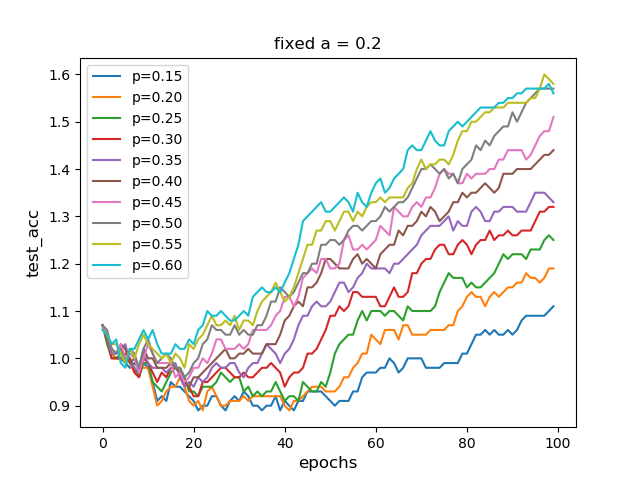 fixed a = 0.2
test_acc
1.6
1.5
1.4
1.3
1.2
1.1
1.0
0.9
p=0.15
p=0.20
p=0.25
p=0.30
p=0.35
p=0.40
p=0.45
p=0.50
p=0.55
p=0.60
0 20 40 60 80 100
epochs